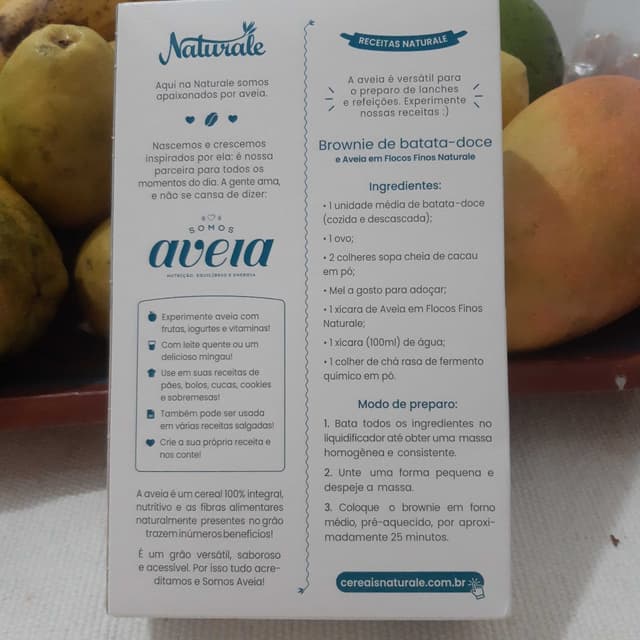 Naturale
Aqui na Naturale somos
apaixonados por aveia.
Nascemos e crescemos
inspirados por ela: é nossa
parceira para todos os
momentos do dia. A gente ama,
e não se cansa de dizer:
SOMOS
aveia
NUTRIÇÃO, EQUILÍBRIO E ENERGIA
Experimente aveia com
frutas, iogurtes e vitaminas!
Com leite quente ou um
delicioso mingau!
Use em suas receitas de
pães, bolos, cucas, cookies
e sobremesas!
Também pode ser usada
em várias receitas salgadas!
Crie a sua própria receita e
nos conte!
A aveia é um cereal 100% integral,
nutritivo e as fibras alimentares
naturalmente presentes no grão
trazem inúmeros benefícios!
É um grão versátil, saboroso
e acessível. Por isso tudo acre-
ditamos e Somos Aveia!
RECEITAS NATURALE
A aveia é versátil para
o preparo de lanches
e refeições. Experimente
nossas receitas :)
Brownie de batata-doce
e Aveia em Flocos Finos Naturale
Ingredientes:
• 1 unidade média de batata-doce
(cozida e descascada);
• 1 ovo;
• 2 colheres sopa cheia de cacau
em pó;
• Mel a gosto para adoçar;
• 1 xícara de Aveia em Flocos Finos
Naturale;
• 1 xícara (100ml) de água;
• 1 colher de chá rasa de fermento
químico em pó.
Modo de preparo:
1. Bata todos os ingredientes no
liquidificador até obter uma massa
homogênea e consistente.
2. Unte uma forma pequena e
despeje a massa.
3. Coloque o brownie em forno
médio, pré-aquecido, por aproxi-
madamente 25 minutos.
cereaisnaturale.com.br